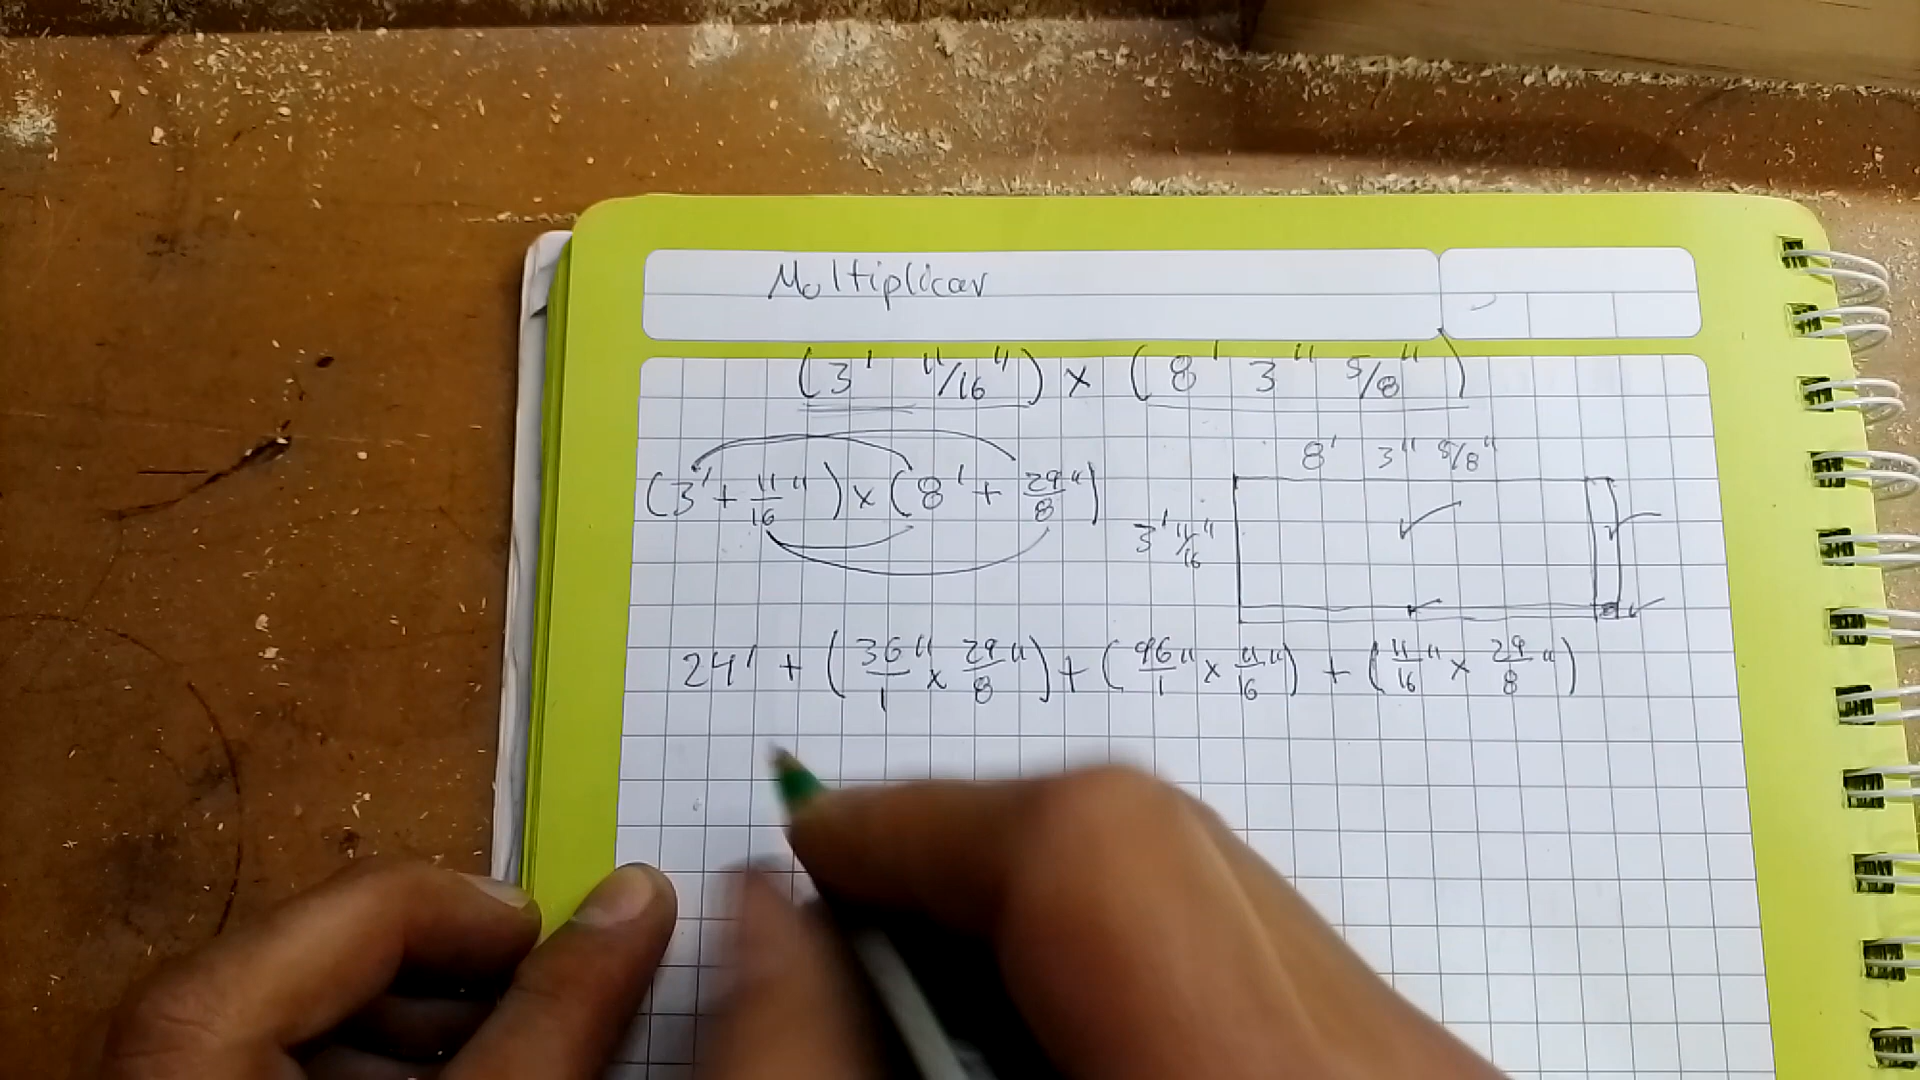 Multiplicar
(3' 11/16") x (8' 3" 5/8")
8' 3" 5/8"
(3' + 11/16") x (8' + 29/8")
3' 11/16"
24' + (36"/1 x 29/8") + (96"/1 x 11/16") + (11/16" x 29/8")